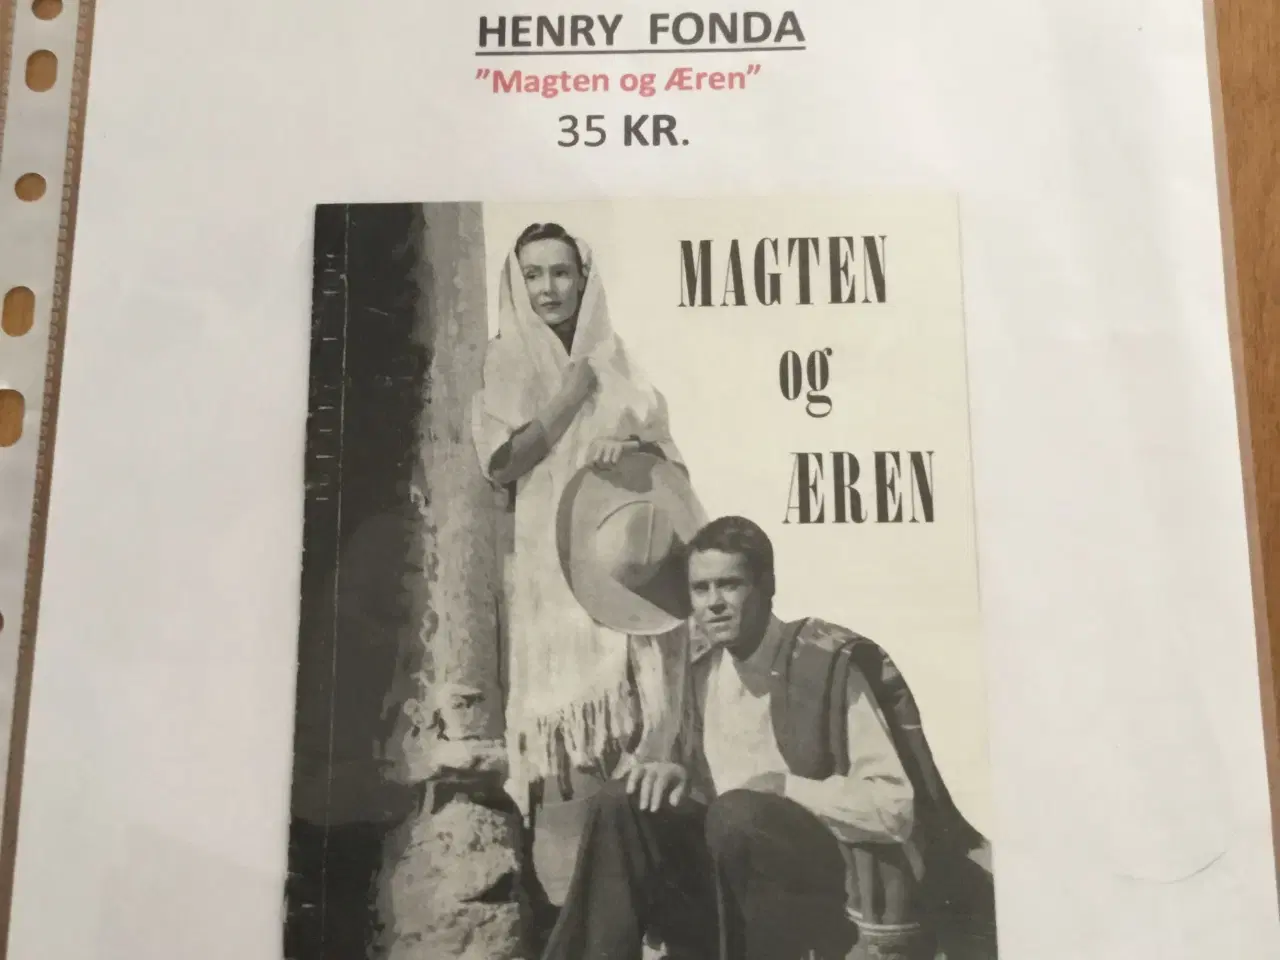 HENRY FONDA
"Magten og Æren"
35 KR.
MAGTEN
og
ÆREN